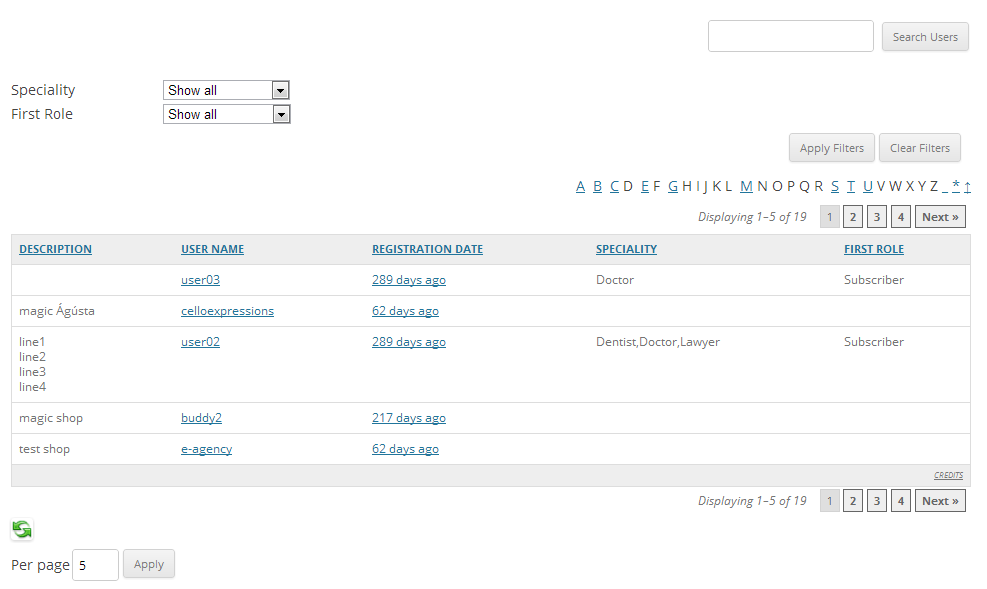 Search Users
Speciality Show all
First Role Show all
Apply Filters Clear Filters
A B C D E F G H I J K L M N O P Q R S T U V W X Y Z _ * ↑
Displaying 1–5 of 19 1 2 3 4 Next »
DESCRIPTION USER NAME REGISTRATION DATE SPECIALITY FIRST ROLE
user03 289 days ago Doctor Subscriber
magic Ágústa celloexpressions 62 days ago
line1 user02 289 days ago Dentist,Doctor,Lawyer Subscriber
line2
line3
line4
magic shop buddy2 217 days ago
test shop e-agency 62 days ago
CREDITS
Displaying 1–5 of 19 1 2 3 4 Next »
Per page 5 Apply